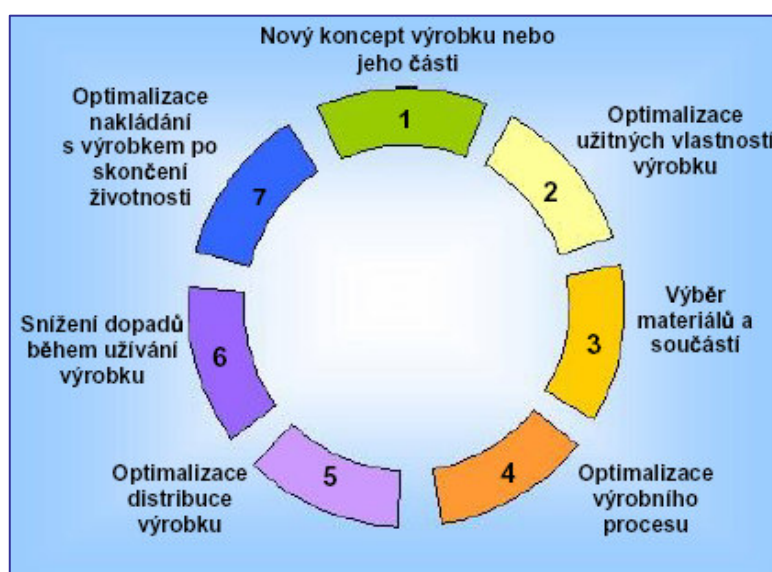 Nový koncept výrobku nebo
jeho části
1
Optimalizace
užitných vlastností
výrobku
2
Výběr
materiálů a
součástí
3
Optimalizace
výrobního
procesu
4
Optimalizace
distribuce
výrobku
5
Snížení dopadů
během užívání
výrobku
6
Optimalizace
nakládání
s výrobkem po
skončení
životnosti
7